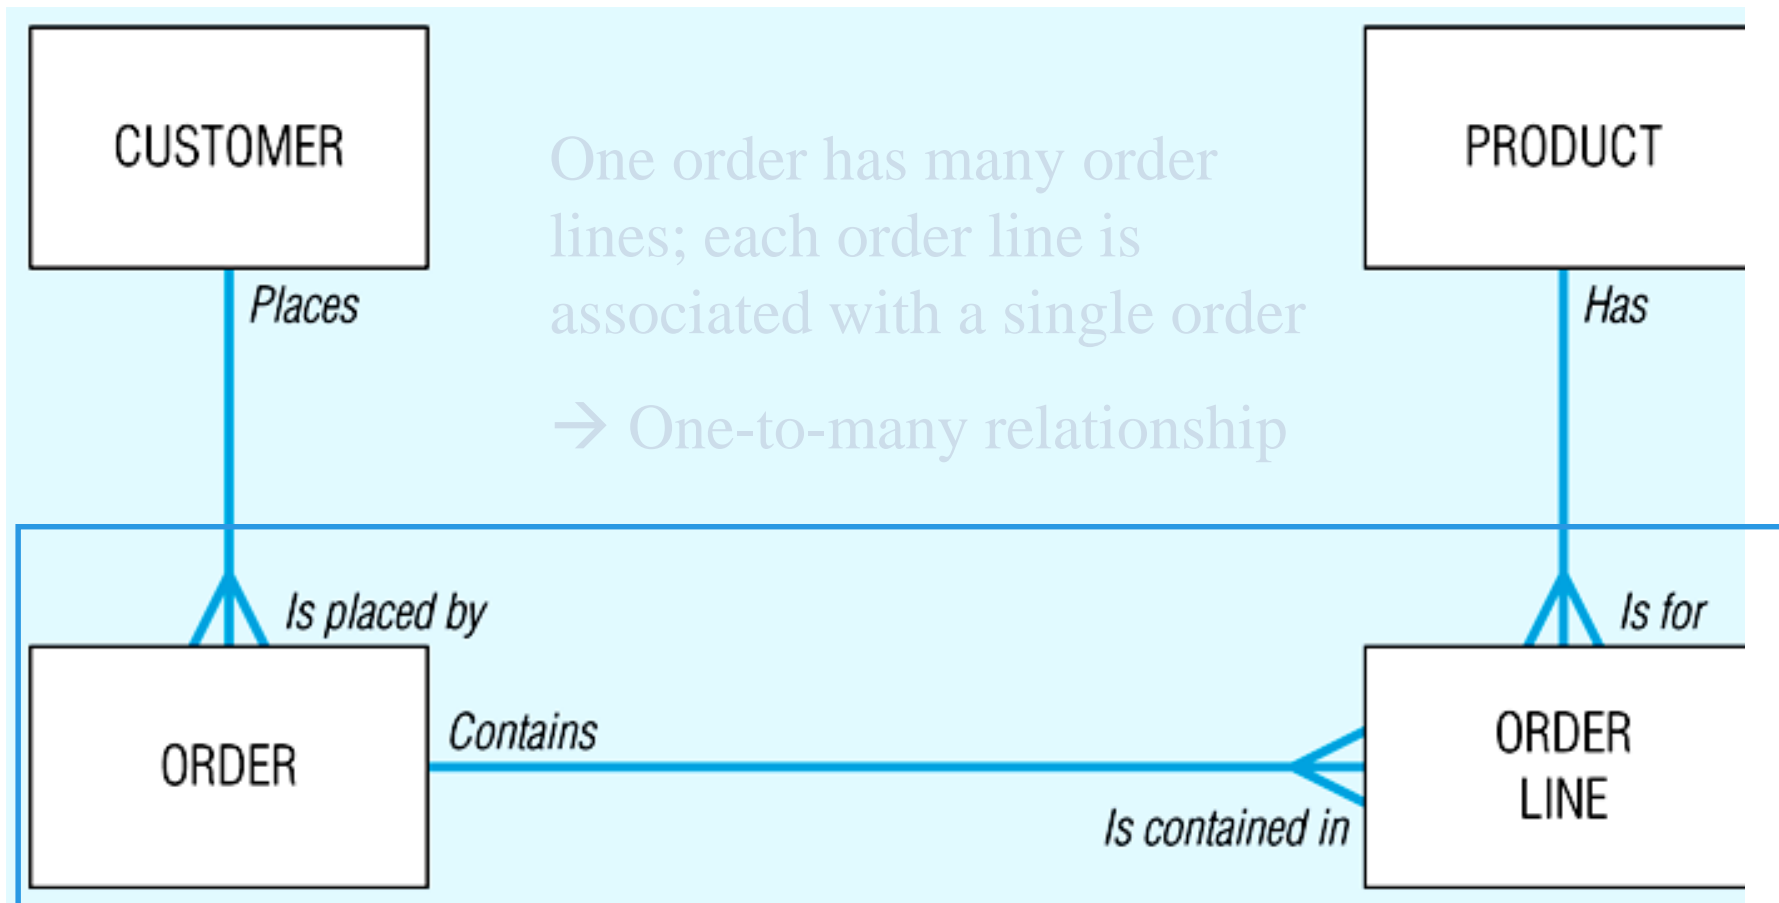 CUSTOMER
PRODUCT
One order has many order
lines; each order line is
associated with a single order
→ One-to-many relationship
Places
Has
Is placed by
Is for
ORDER
Contains
Is contained in
ORDER
LINE